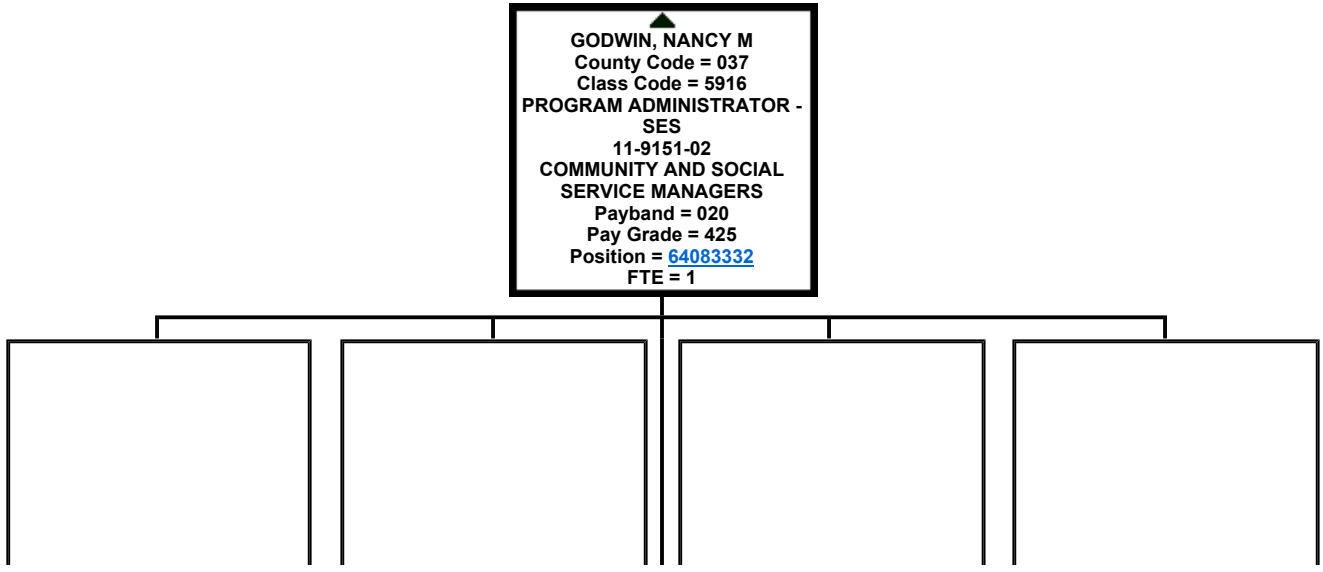 GODWIN, NANCY M
County Code = 037
Class Code = 5916
PROGRAM ADMINISTRATOR -
SES
11-9151-02
COMMUNITY AND SOCIAL
SERVICE MANAGERS
Payband = 020
Pay Grade = 425
Position = 64083332
FTE = 1